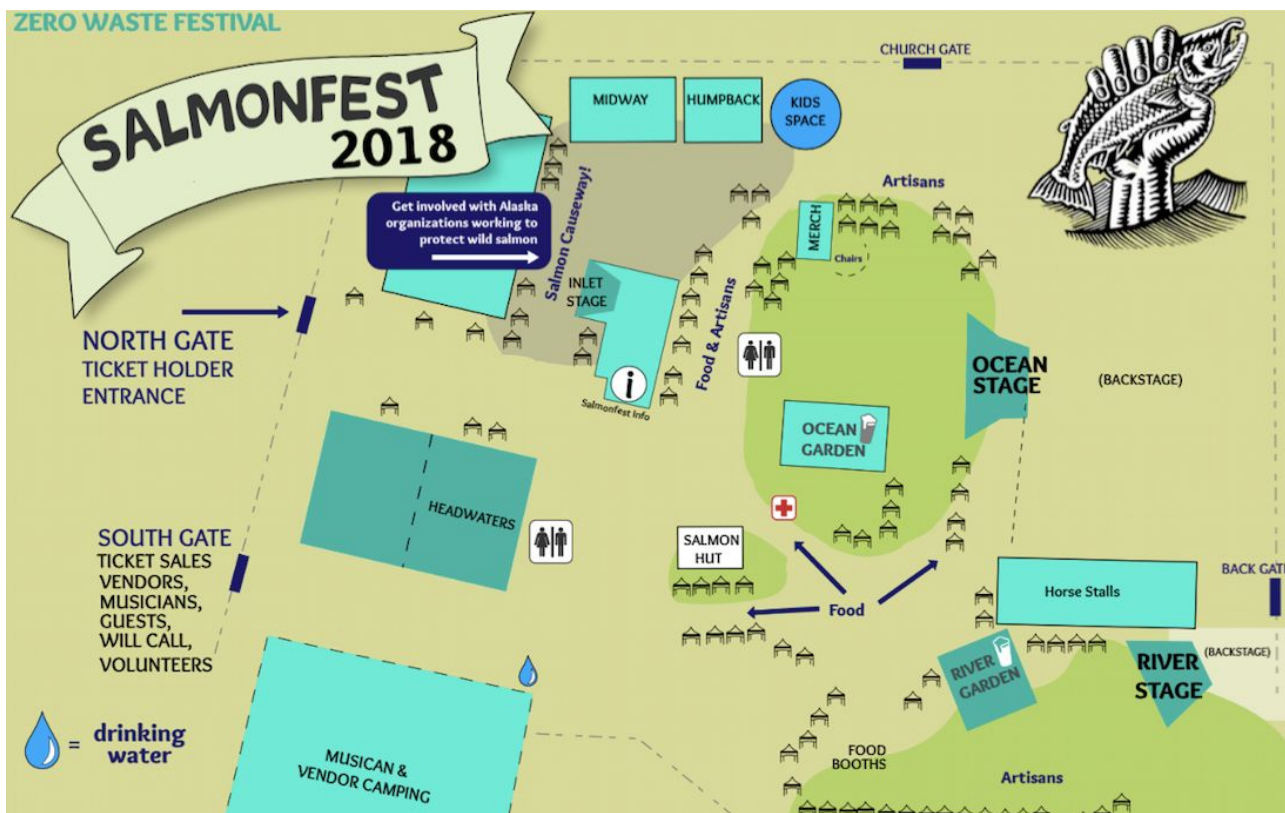 ZERO WASTE FESTIVAL
SALMONFEST
2018
CHURCH GATE
MIDWAY
HUMPBACK
KIDS
SPACE
Get involved with Alaska
organizations working to
protect wild salmon
Salmon Causeway!
Artisans
MERCH
Chairs
INLET
STAGE
Food & Artisans
NORTH GATE
TICKET HOLDER
ENTRANCE
i
Salmonfest Info
OCEAN
STAGE
(BACKSTAGE)
OCEAN
GARDEN
HEADWATERS
SOUTH GATE
TICKET SALES
VENDORS,
MUSICIANS,
GUESTS,
WILL CALL,
VOLUNTEERS
SALMON
HUT
Food
Horse Stalls
BACK GATE
RIVER
GARDEN
RIVER
STAGE
(BACKSTAGE)
= drinking
water
MUSICAN &
VENDOR CAMPING
FOOD
BOOTHS
Artisans